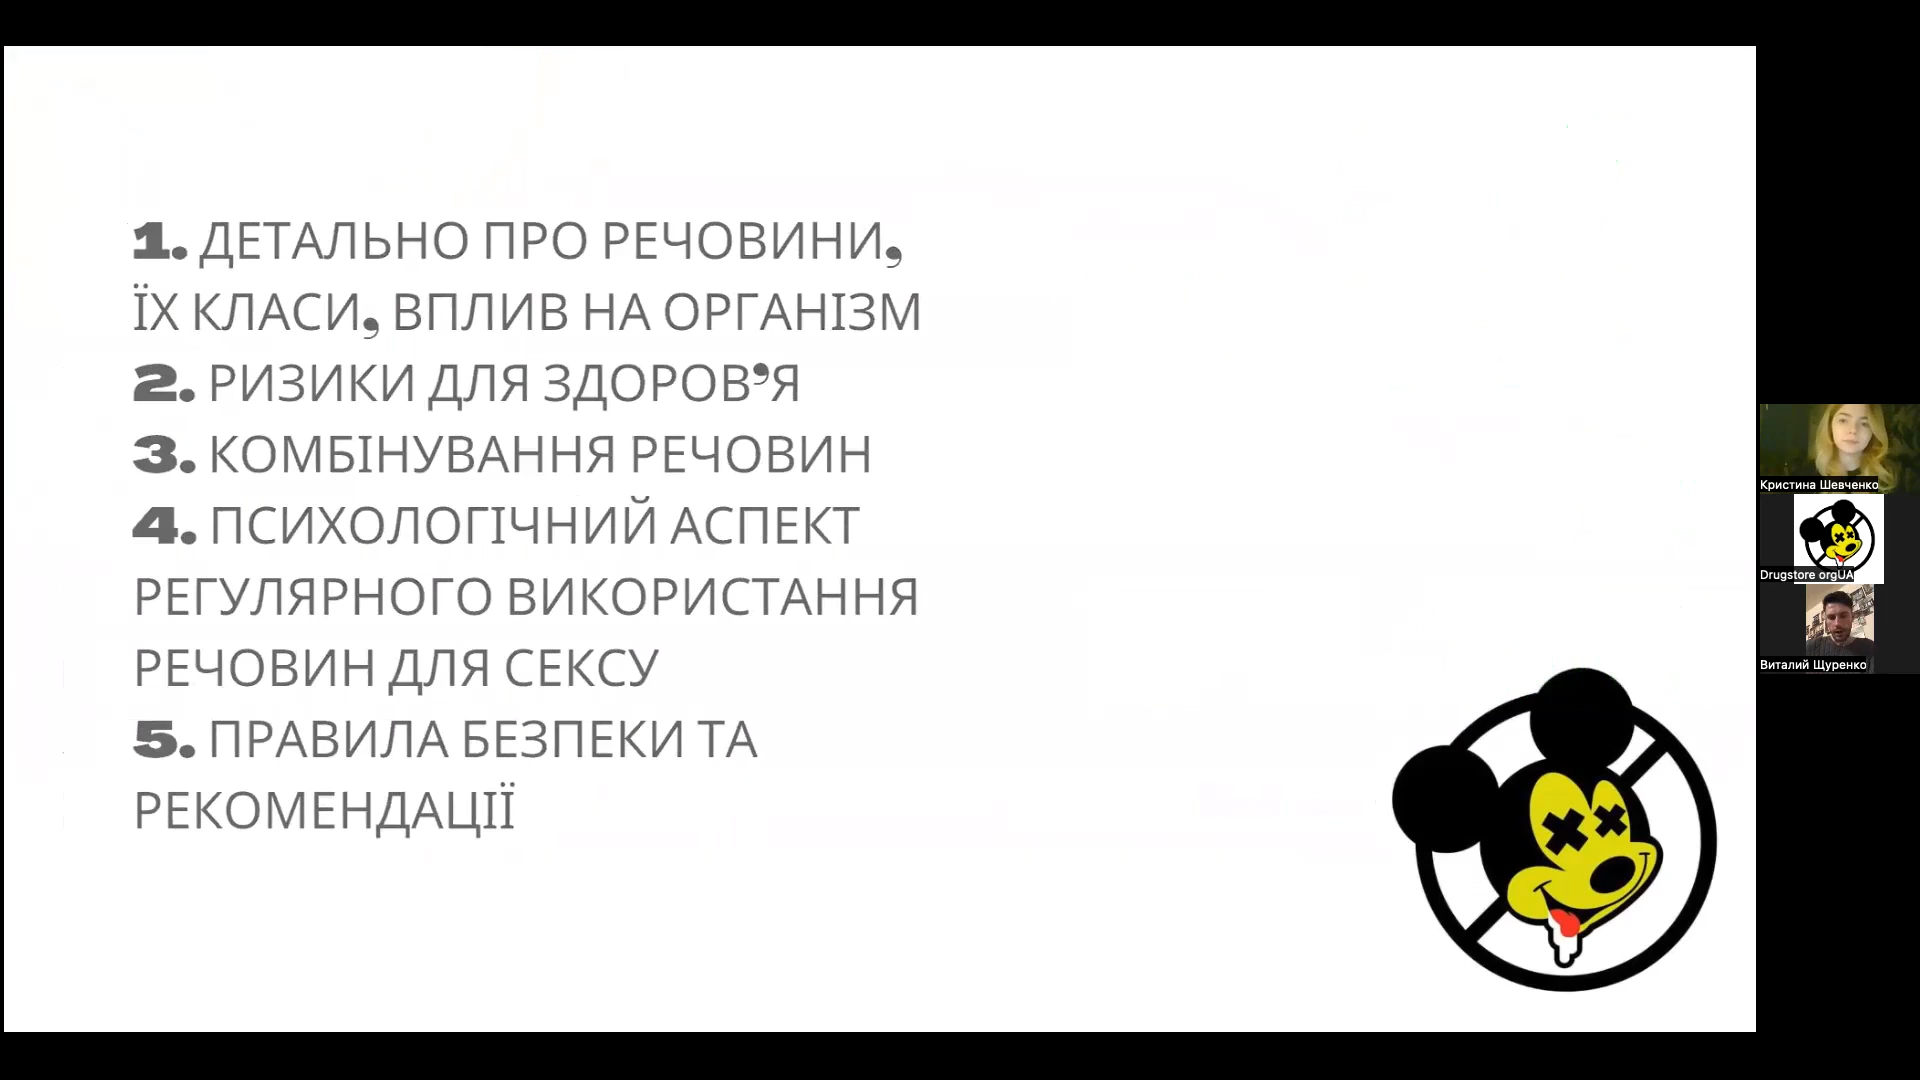 1. ДЕТАЛЬНО ПРО РЕЧОВИНИ,
ЇХ КЛАСИ, ВПЛИВ НА ОРГАНІЗМ
2. РИЗИКИ ДЛЯ ЗДОРОВ’Я
3. КОМБІНУВАННЯ РЕЧОВИН
4. ПСИХОЛОГІЧНИЙ АСПЕКТ
РЕГУЛЯРНОГО ВИКОРИСТАННЯ
РЕЧОВИН ДЛЯ СЕКСУ
5. ПРАВИЛА БЕЗПЕКИ ТА
РЕКОМЕНДАЦІЇ
Кристина Шевченко
Drugstore orgUA
Виталий Щуренко